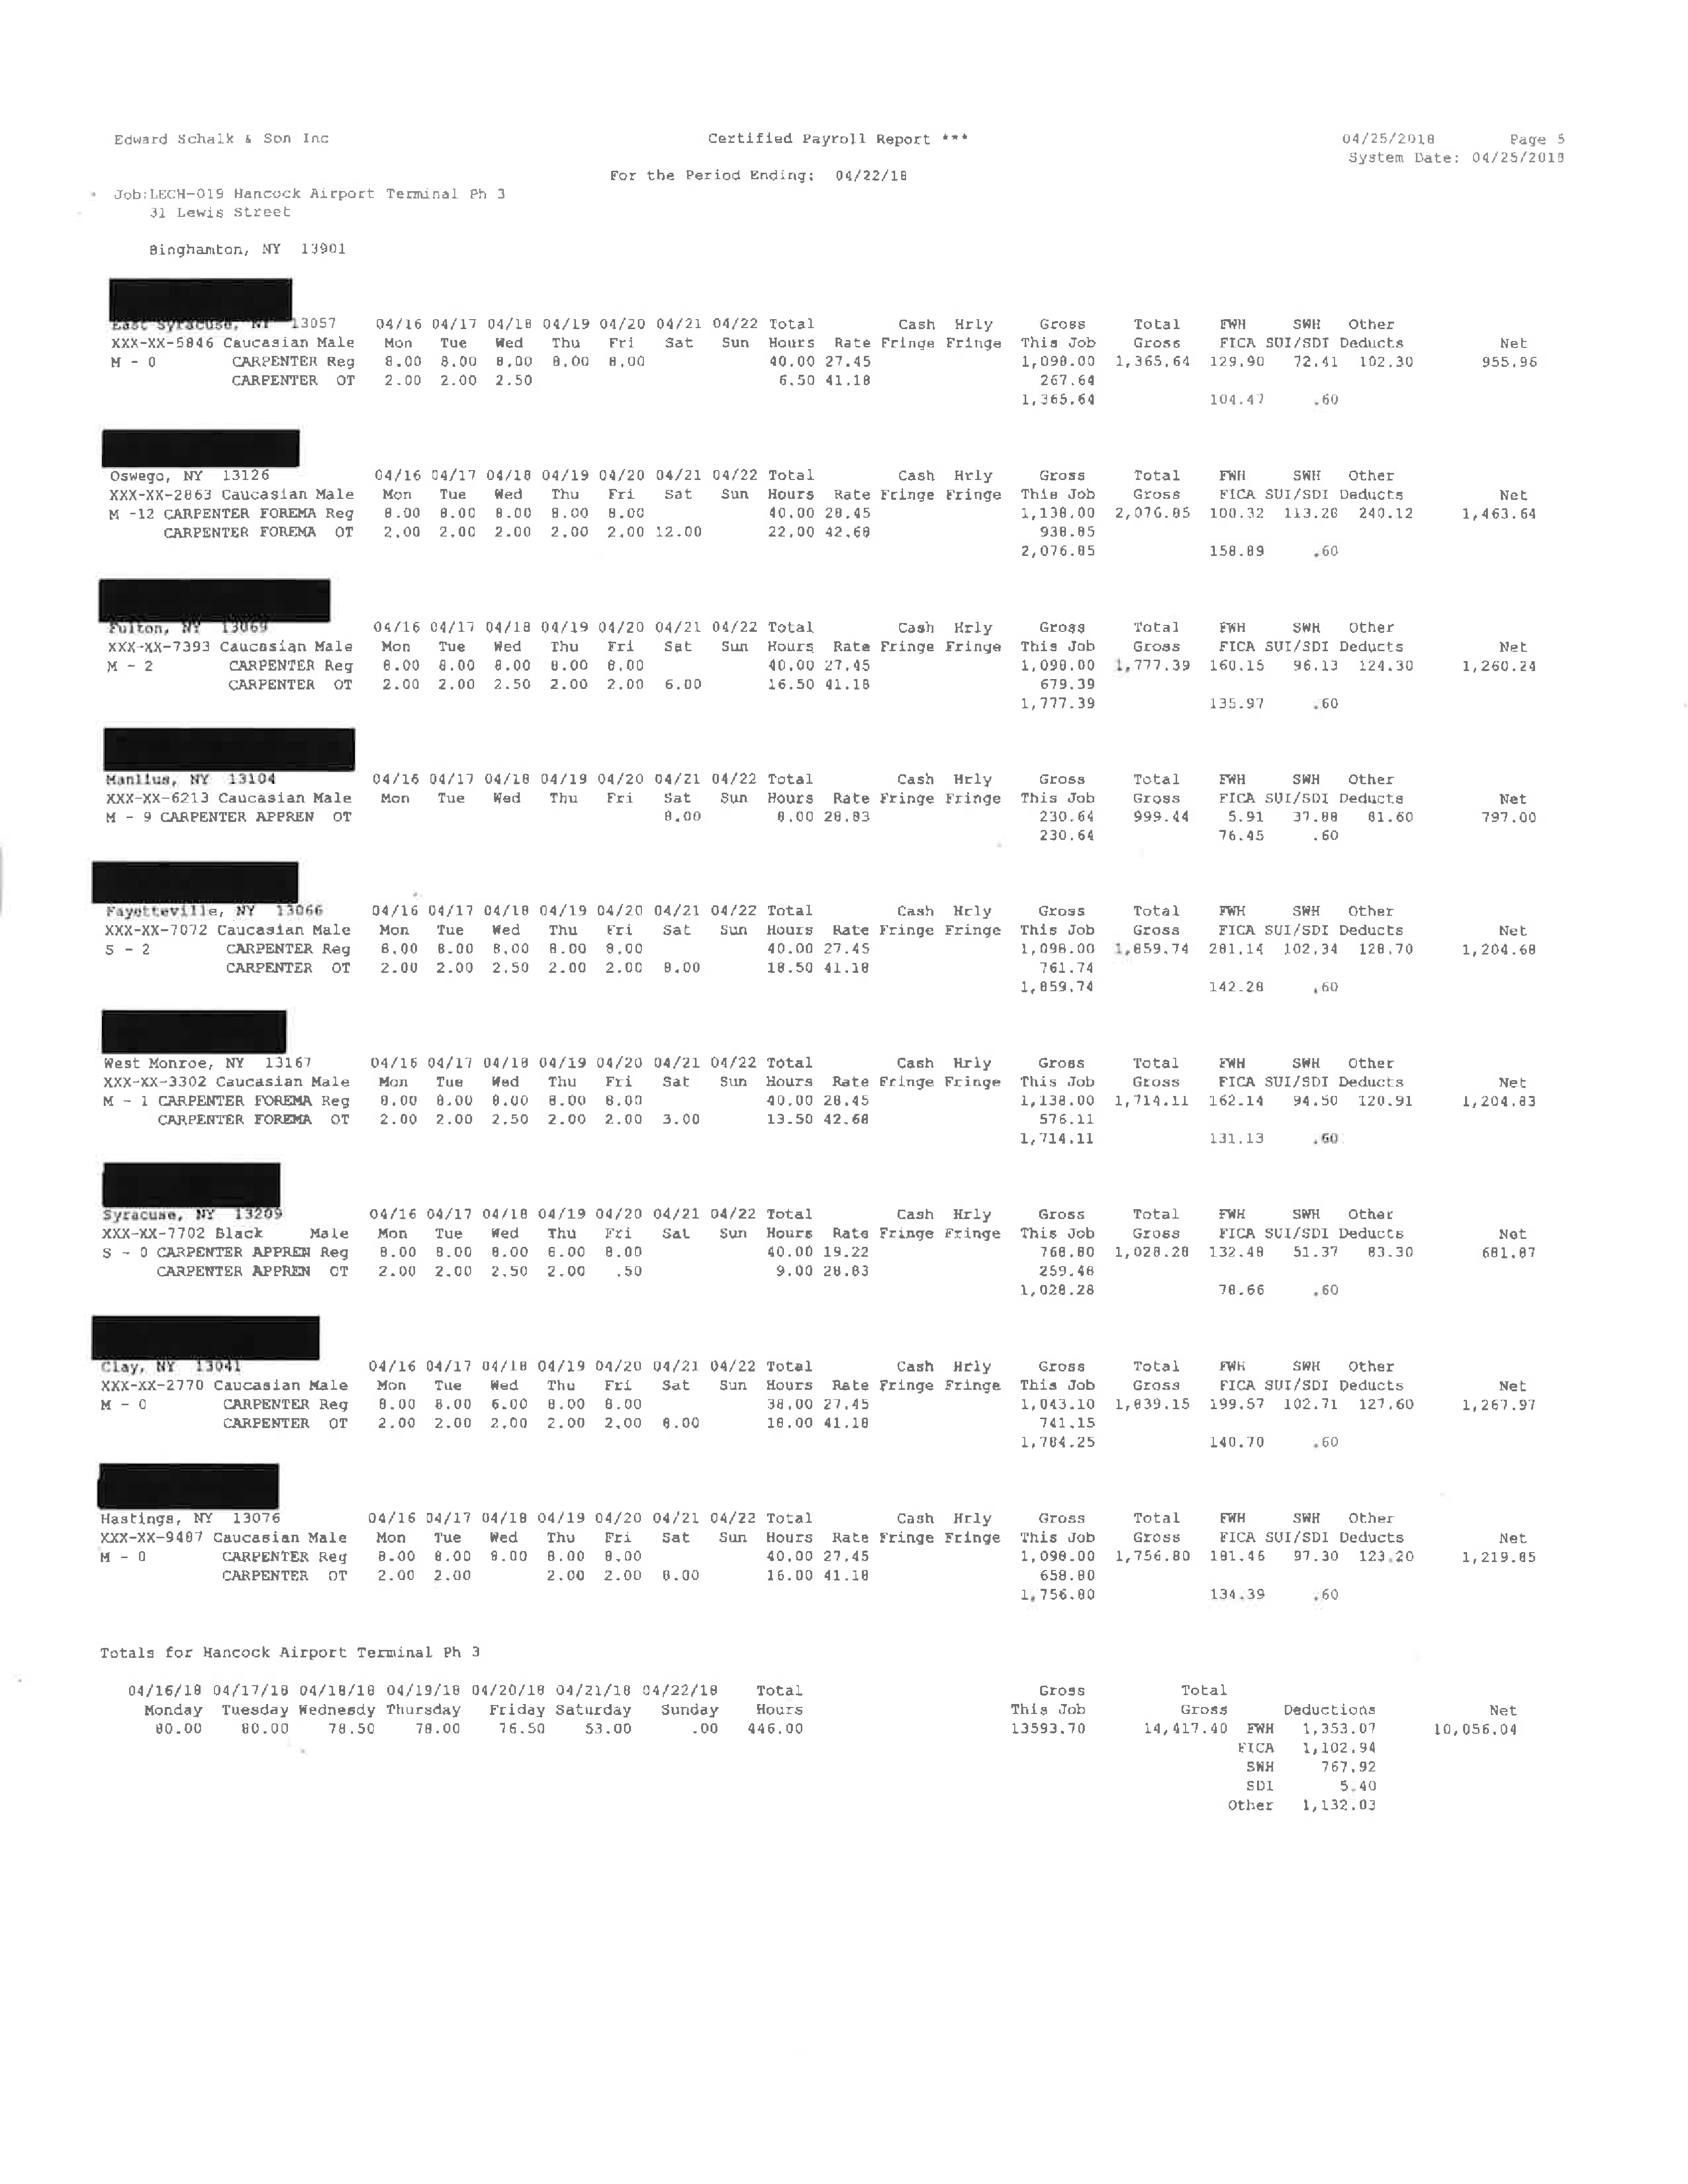 Edward Schalk & Son Inc Certified Payroll Report *** 04/25/2018 Page 5
System Date: 04/25/2018
For the Period Ending: 04/22/18
Job:LECH-019 Hancock Airport Terminal Ph 3
31 Lewis Street
Binghamton, NY 13901
East Syracuse, NY 13057 04/16 04/17 04/18 04/19 04/20 04/21 04/22 Total Cash Hrly Gross Total FWH SWH Other
XXX-XX-5846 Caucasian Male Mon Tue Wed Thu Fri Sat Sun Hours Rate Fringe Fringe This Job Gross FICA SUI/SDI Deducts Net
M - 0 CARPENTER Reg 8.00 8.00 8.00 8.00 8.00 40.00 27.45 1,098.00 1,365.64 129.90 72.41 102.30 955.96
CARPENTER OT 2.00 2.00 2.50 6.50 41.18 267.64
1,365.64 104.47 .60
Oswego, NY 13126 04/16 04/17 04/18 04/19 04/20 04/21 04/22 Total Cash Hrly Gross Total FWH SWH Other
XXX-XX-2863 Caucasian Male Mon Tue Wed Thu Fri Sat Sun Hours Rate Fringe Fringe This Job Gross FICA SUI/SDI Deducts Net
M -12 CARPENTER FOREMA Reg 8.00 8.00 8.00 8.00 8.00 40.00 28.45 1,138.00 2,076.85 100.32 113.28 240.12 1,463.64
CARPENTER FOREMA OT 2.00 2.00 2.00 2.00 2.00 12.00 22.00 42.68 938.85
2,076.85 158.89 .60
Fulton, NY 13069 04/16 04/17 04/18 04/19 04/20 04/21 04/22 Total Cash Hrly Gross Total FWH SWH Other
XXX-XX-7393 Caucasian Male Mon Tue Wed Thu Fri Sat Sun Hours Rate Fringe Fringe This Job Gross FICA SUI/SDI Deducts Net
M - 2 CARPENTER Reg 8.00 8.00 8.00 8.00 8.00 40.00 27.45 1,098.00 1,777.39 160.15 96.13 124.30 1,260.24
CARPENTER OT 2.00 2.00 2.50 2.00 2.00 6.00 16.50 41.18 679.39
1,777.39 135.97 .60
Manlius, NY 13104 04/16 04/17 04/18 04/19 04/20 04/21 04/22 Total Cash Hrly Gross Total FWH SWH Other
XXX-XX-6213 Caucasian Male Mon Tue Wed Thu Fri Sat Sun Hours Rate Fringe Fringe This Job Gross FICA SUI/SDI Deducts Net
M - 9 CARPENTER APPREN OT 8.00 8.00 28.83 230.64 999.44 5.91 37.88 81.60 797.00
230.64 76.45 .60
Fayetteville, NY 13066 04/16 04/17 04/18 04/19 04/20 04/21 04/22 Total Cash Hrly Gross Total FWH SWH Other
XXX-XX-7072 Caucasian Male Mon Tue Wed Thu Fri Sat Sun Hours Rate Fringe Fringe This Job Gross FICA SUI/SDI Deducts Net
S - 2 CARPENTER Reg 8.00 8.00 8.00 8.00 8.00 40.00 27.45 1,098.00 1,859.74 281.14 102.34 128.70 1,204.68
CARPENTER OT 2.00 2.00 2.50 2.00 2.00 8.00 18.50 41.18 761.74
1,859.74 142.28 .60
West Monroe, NY 13167 04/16 04/17 04/18 04/19 04/20 04/21 04/22 Total Cash Hrly Gross Total FWH SWH Other
XXX-XX-3302 Caucasian Male Mon Tue Wed Thu Fri Sat Sun Hours Rate Fringe Fringe This Job Gross FICA SUI/SDI Deducts Net
M - 1 CARPENTER FOREMA Reg 8.00 8.00 8.00 8.00 8.00 40.00 28.45 1,138.00 1,714.11 162.14 94.50 120.91 1,204.83
CARPENTER FOREMA OT 2.00 2.00 2.50 2.00 2.00 3.00 13.50 42.68 576.11
1,714.11 131.13 .60
Syracuse, NY 13209 04/16 04/17 04/18 04/19 04/20 04/21 04/22 Total Cash Hrly Gross Total FWH SWH Other
XXX-XX-7702 Black Male Mon Tue Wed Thu Fri Sat Sun Hours Rate Fringe Fringe This Job Gross FICA SUI/SDI Deducts Net
S - 0 CARPENTER APPREN Reg 8.00 8.00 8.00 8.00 8.00 40.00 19.22 768.80 1,028.28 132.48 51.37 83.30 681.87
CARPENTER APPREN OT 2.00 2.00 2.50 2.00 .50 9.00 28.83 259.48
1,028.28 78.66 .60
Clay, NY 13041 04/16 04/17 04/18 04/19 04/20 04/21 04/22 Total Cash Hrly Gross Total FWH SWH Other
XXX-XX-2770 Caucasian Male Mon Tue Wed Thu Fri Sat Sun Hours Rate Fringe Fringe This Job Gross FICA SUI/SDI Deducts Net
M - 0 CARPENTER Reg 8.00 8.00 6.00 8.00 8.00 38.00 27.45 1,043.10 1,839.15 199.57 102.71 127.60 1,267.97
CARPENTER OT 2.00 2.00 2.00 2.00 2.00 8.00 18.00 41.18 741.15
1,784.25 140.70 .60
Hastings, NY 13076 04/16 04/17 04/18 04/19 04/20 04/21 04/22 Total Cash Hrly Gross Total FWH SWH Other
XXX-XX-9487 Caucasian Male Mon Tue Wed Thu Fri Sat Sun Hours Rate Fringe Fringe This Job Gross FICA SUI/SDI Deducts Net
M - 0 CARPENTER Reg 8.00 8.00 8.00 8.00 8.00 40.00 27.45 1,098.00 1,756.80 181.46 97.30 123.20 1,219.85
CARPENTER OT 2.00 2.00 2.00 2.00 8.00 16.00 41.18 658.80
1,756.80 134.39 .60
Totals for Hancock Airport Terminal Ph 3
04/16/18 04/17/18 04/18/18 04/19/18 04/20/18 04/21/18 04/22/18 Total Gross Total
Monday Tuesday Wednesdy Thursday Friday Saturday Sunday Hours This Job Gross Deductions Net
80.00 80.00 78.50 78.00 76.50 53.00 .00 446.00 13593.70 14,417.40 FWH 1,353.07 10,056.04
FICA 1,102.94
SWH 767.92
SDI 5.40
Other 1,132.03